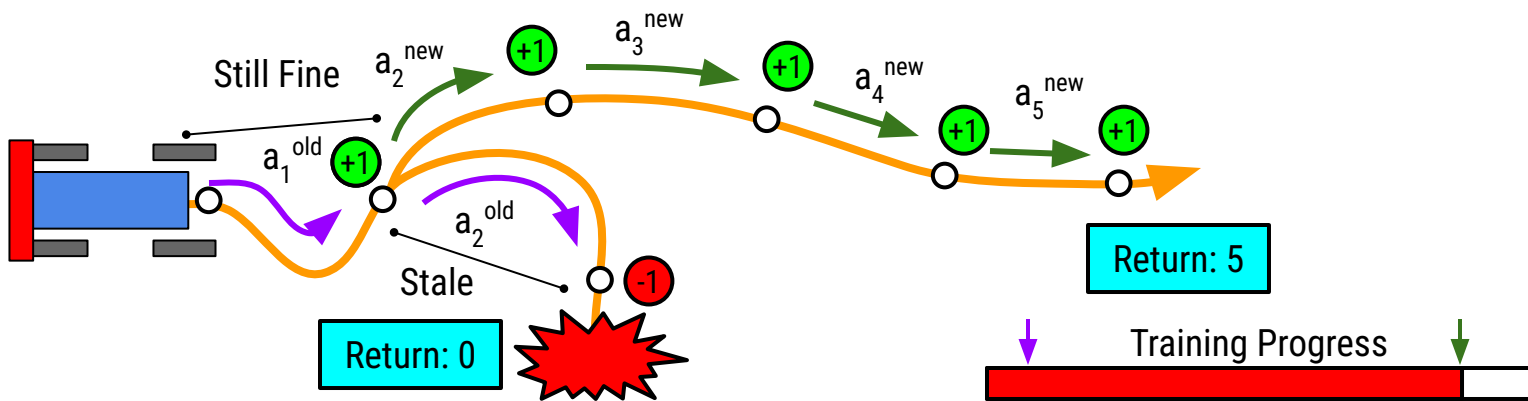 Still Fine
a₁ᵒˡᵈ
+1
a₂ⁿᵉʷ
+1
a₃ⁿᵉʷ
+1
a₄ⁿᵉʷ
+1
a₅ⁿᵉʷ
+1
a₂ᵒˡᵈ
Stale
-1
Return: 0
Return: 5
Training Progress